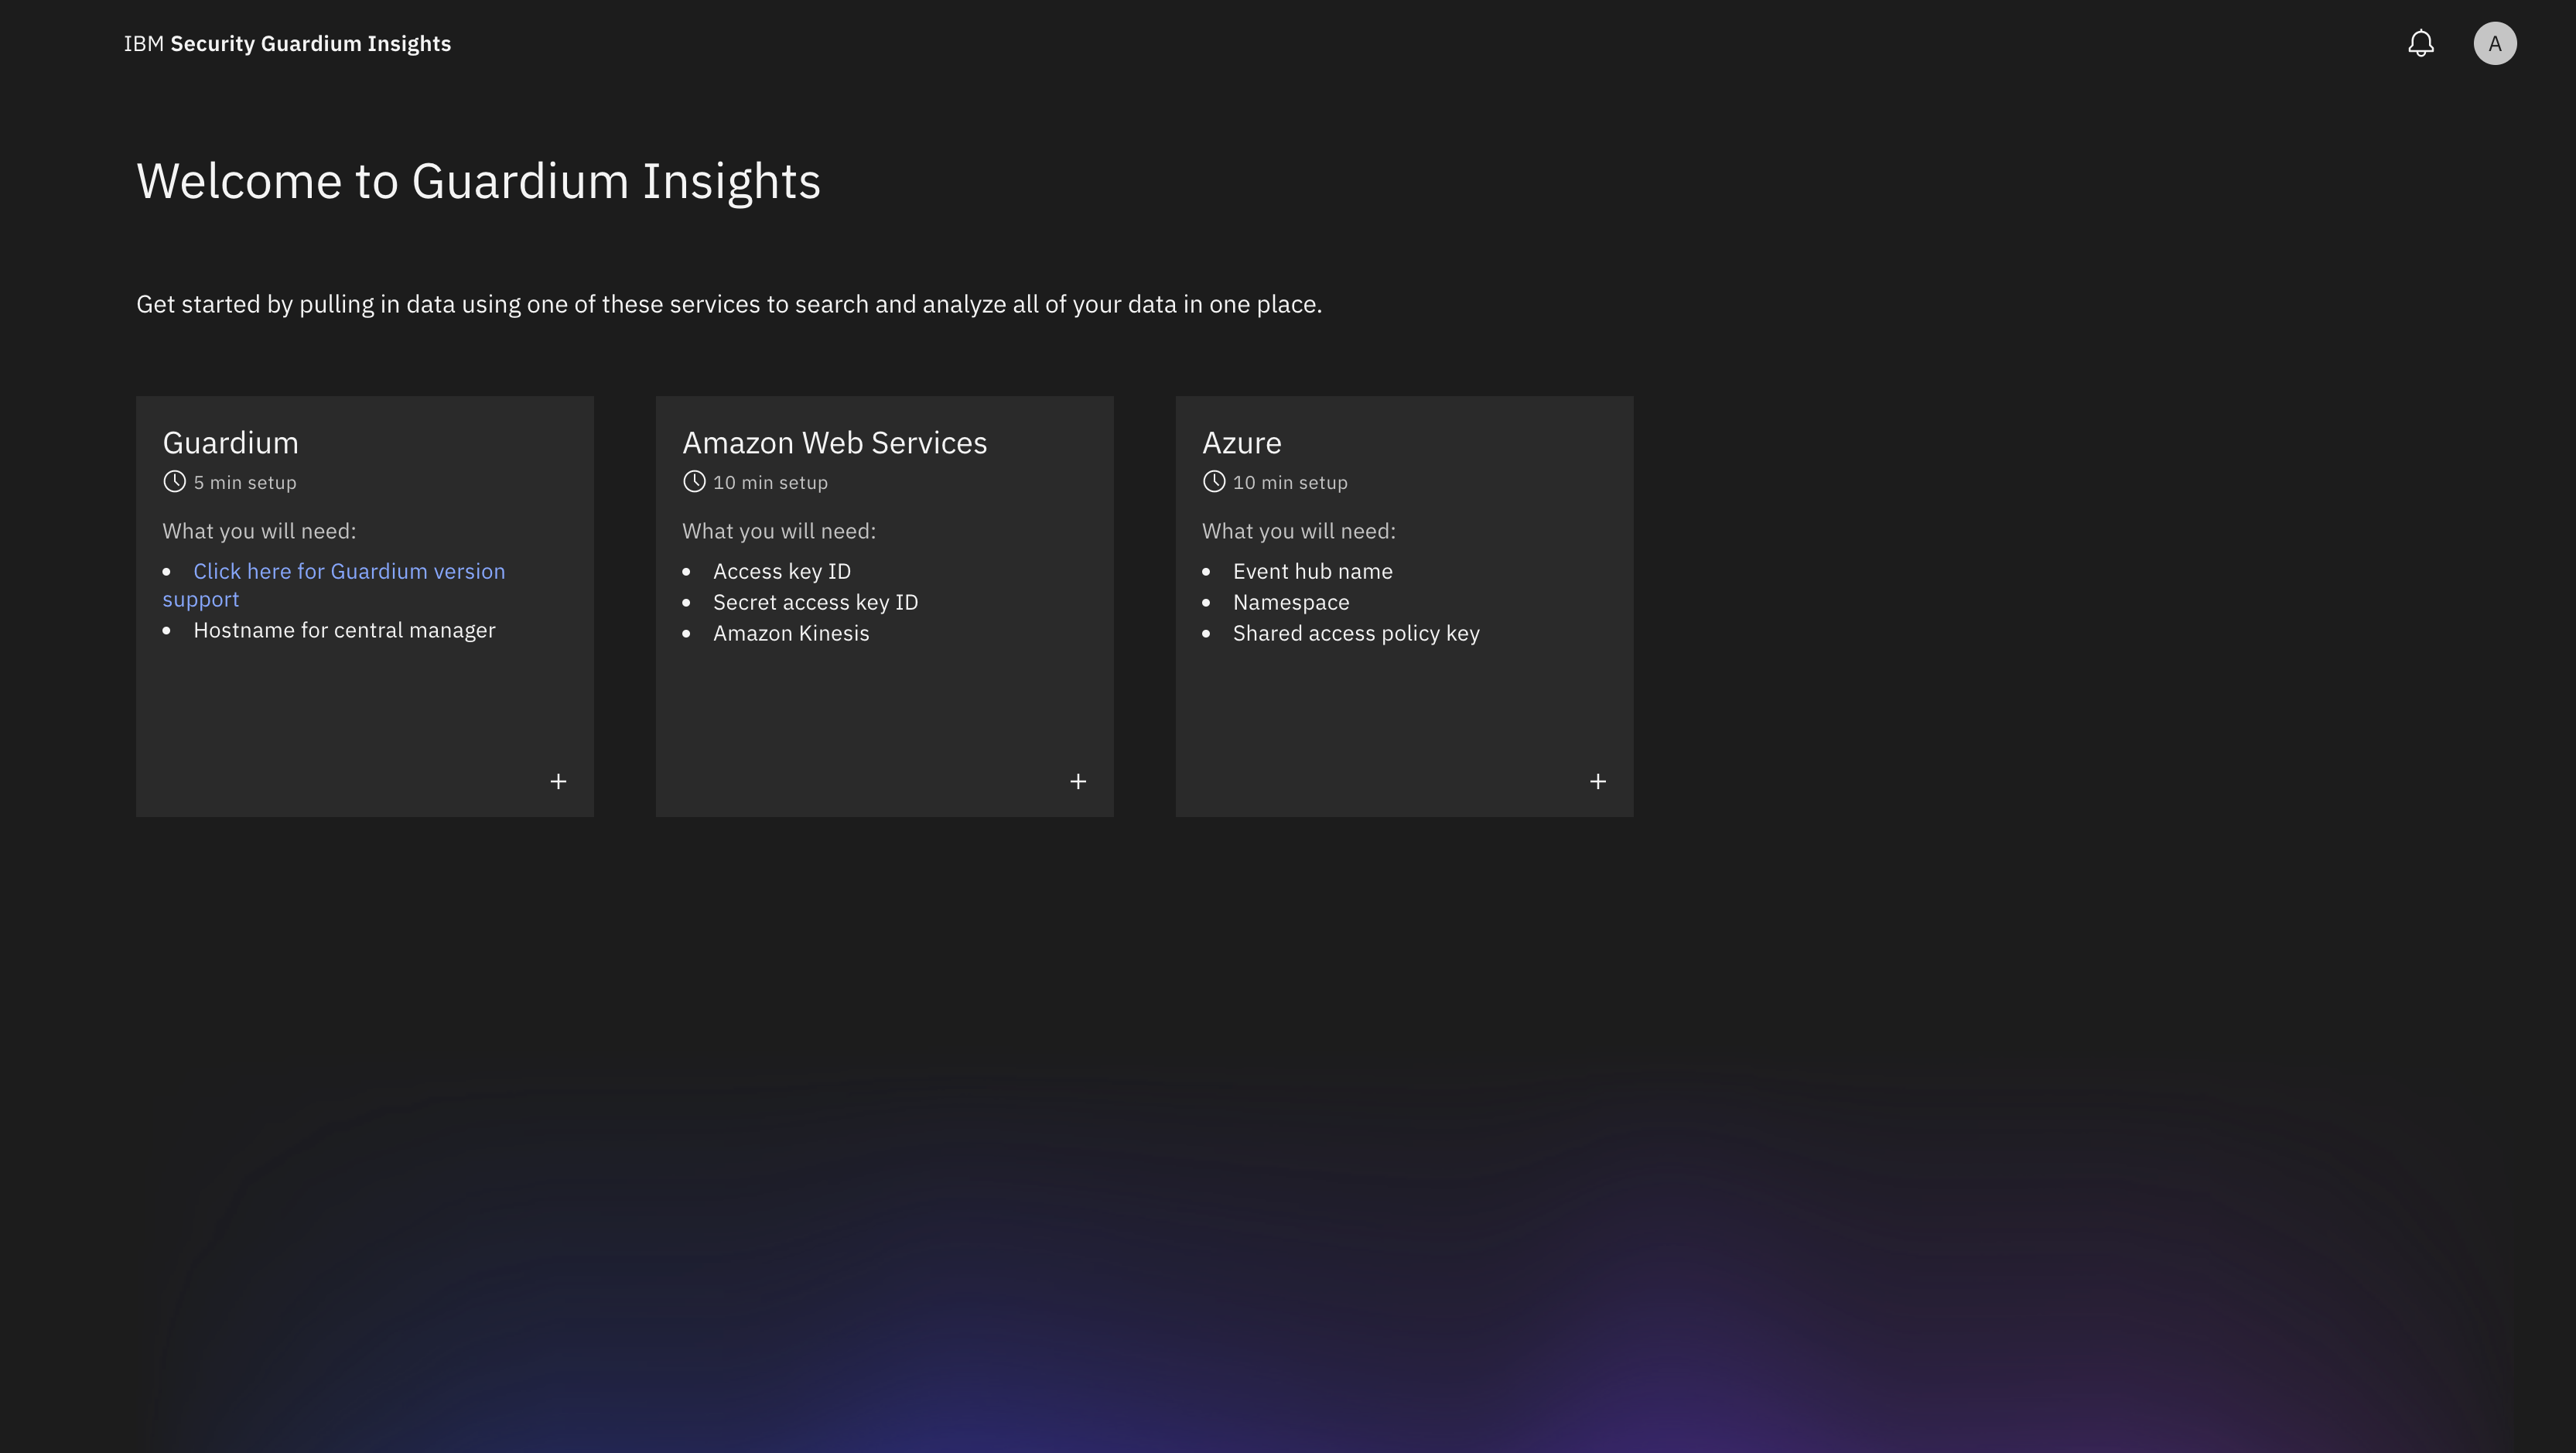 IBM Security Guardium Insights
A
Welcome to Guardium Insights
Get started by pulling in data using one of these services to search and analyze all of your data in one place.
Guardium
5 min setup
What you will need:
Click here for Guardium version
support
Hostname for central manager
Amazon Web Services
10 min setup
What you will need:
Access key ID
Secret access key ID
Amazon Kinesis
Azure
10 min setup
What you will need:
Event hub name
Namespace
Shared access policy key